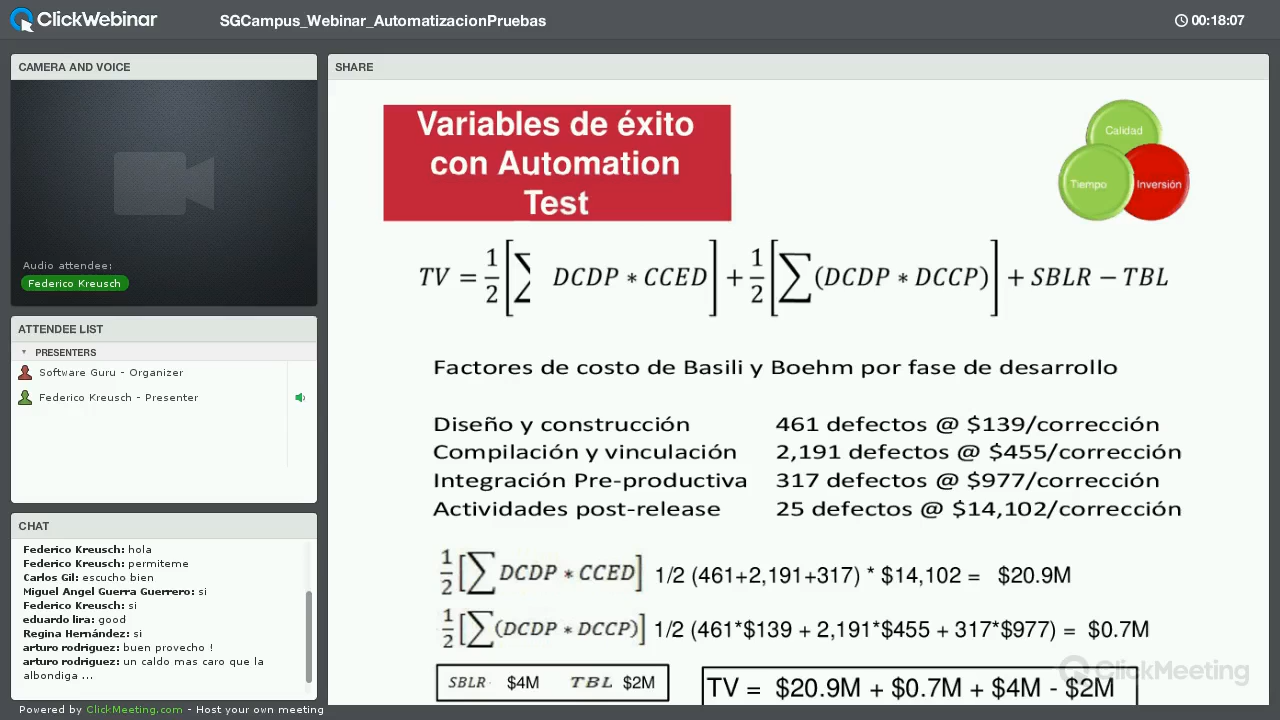 ClickWebinar
SGCampus_Webinar_AutomatizacionPruebas
00:18:07
CAMERA AND VOICE
Audio attendee:
Federico Kreusch
ATTENDEE LIST
PRESENTERS
Software Guru - Organizer
Federico Kreusch - Presenter
CHAT
Federico Kreusch: hola
Federico Kreusch: permiteme
Carlos Gil: escucho bien
Miguel Angel Guerra Guerrero: si
Federico Kreusch: si
eduardo lira: good
Regina Hernández: si
arturo rodriguez: buen provecho !
arturo rodriguez: un caldo mas caro que la
albondiga ...
Powered by ClickMeeting.com - Host your own meeting
SHARE
Variables de éxito
con Automation
Test
Calidad
Tiempo
Inversión
TV = 1/2 [∑ DCDP * CCED] + 1/2 [∑(DCDP * DCCP)] + SBLR − TBL
Factores de costo de Basili y Boehm por fase de desarrollo
Diseño y construcción 461 defectos @ $139/corrección
Compilación y vinculación 2,191 defectos @ $455/corrección
Integración Pre-productiva 317 defectos @ $977/corrección
Actividades post-release 25 defectos @ $14,102/corrección
1/2 [∑ DCDP * CCED] 1/2 (461+2,191+317) * $14,102 = $20.9M
1/2 [∑(DCDP * DCCP)] 1/2 (461*$139 + 2,191*$455 + 317*$977) = $0.7M
SBLR $4M TBL $2M
TV = $20.9M + $0.7M + $4M - $2M
ClickMeeting